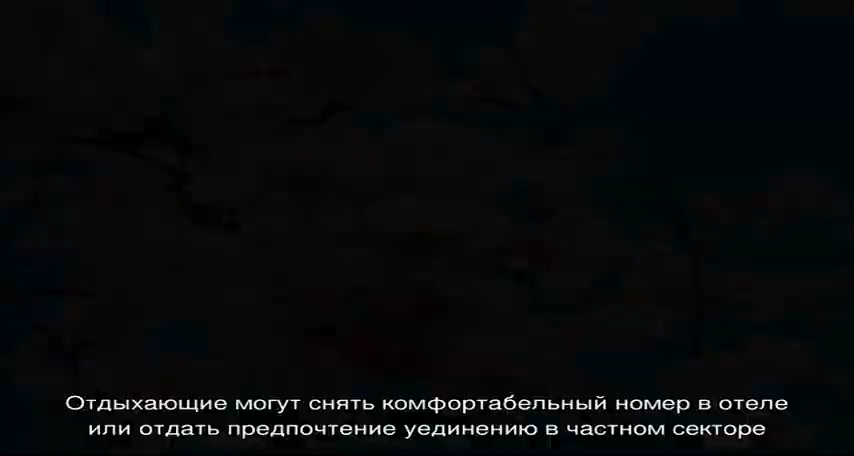 Отдыхающие могут снять комфортабельный номер в отеле
или отдать предпочтение уединению в частном секторе